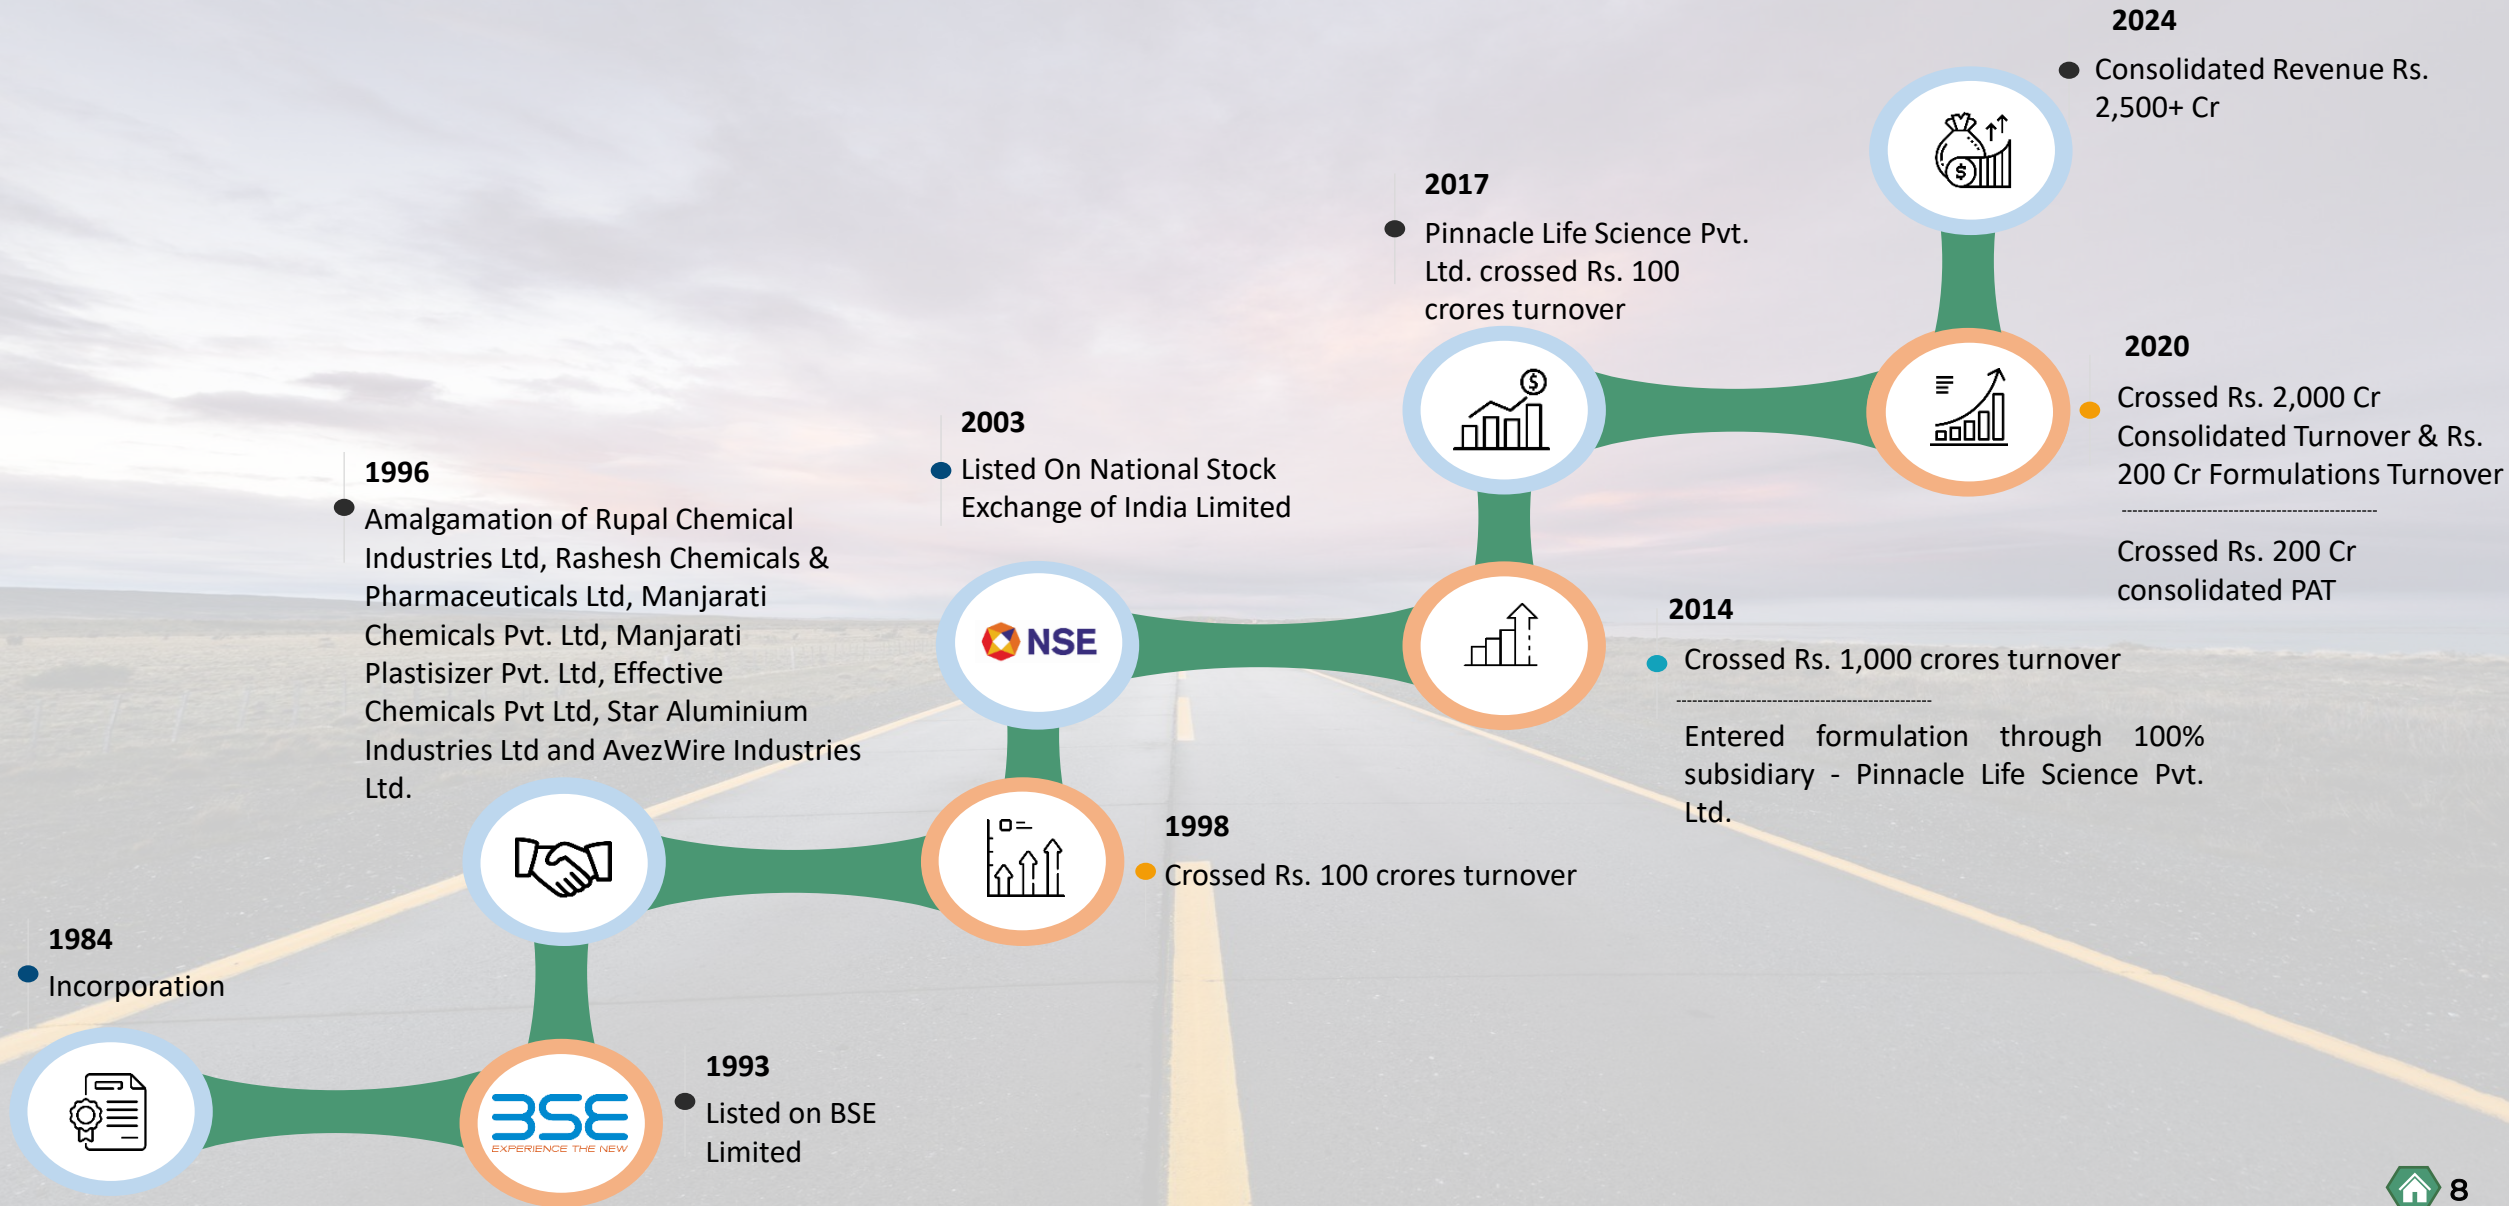 1984
Incorporation
BSE
EXPERIENCE THE NEW
1993
Listed on BSE
Limited
1996
Amalgamation of Rupal Chemical
Industries Ltd, Rashesh Chemicals &
Pharmaceuticals Ltd, Manjarati
Chemicals Pvt. Ltd, Manjarati
Plastisizer Pvt. Ltd, Effective
Chemicals Pvt Ltd, Star Aluminium
Industries Ltd and AvezWire Industries
Ltd.
1998
Crossed Rs. 100 crores turnover
2003
Listed On National Stock
Exchange of India Limited
NSE
2014
Crossed Rs. 1,000 crores turnover
Entered formulation through 100%
subsidiary - Pinnacle Life Science Pvt.
Ltd.
2017
Pinnacle Life Science Pvt.
Ltd. crossed Rs. 100
crores turnover
$
2020
Crossed Rs. 2,000 Cr
Consolidated Turnover & Rs.
200 Cr Formulations Turnover
Crossed Rs. 200 Cr
consolidated PAT
2024
Consolidated Revenue Rs.
2,500+ Cr
$
8